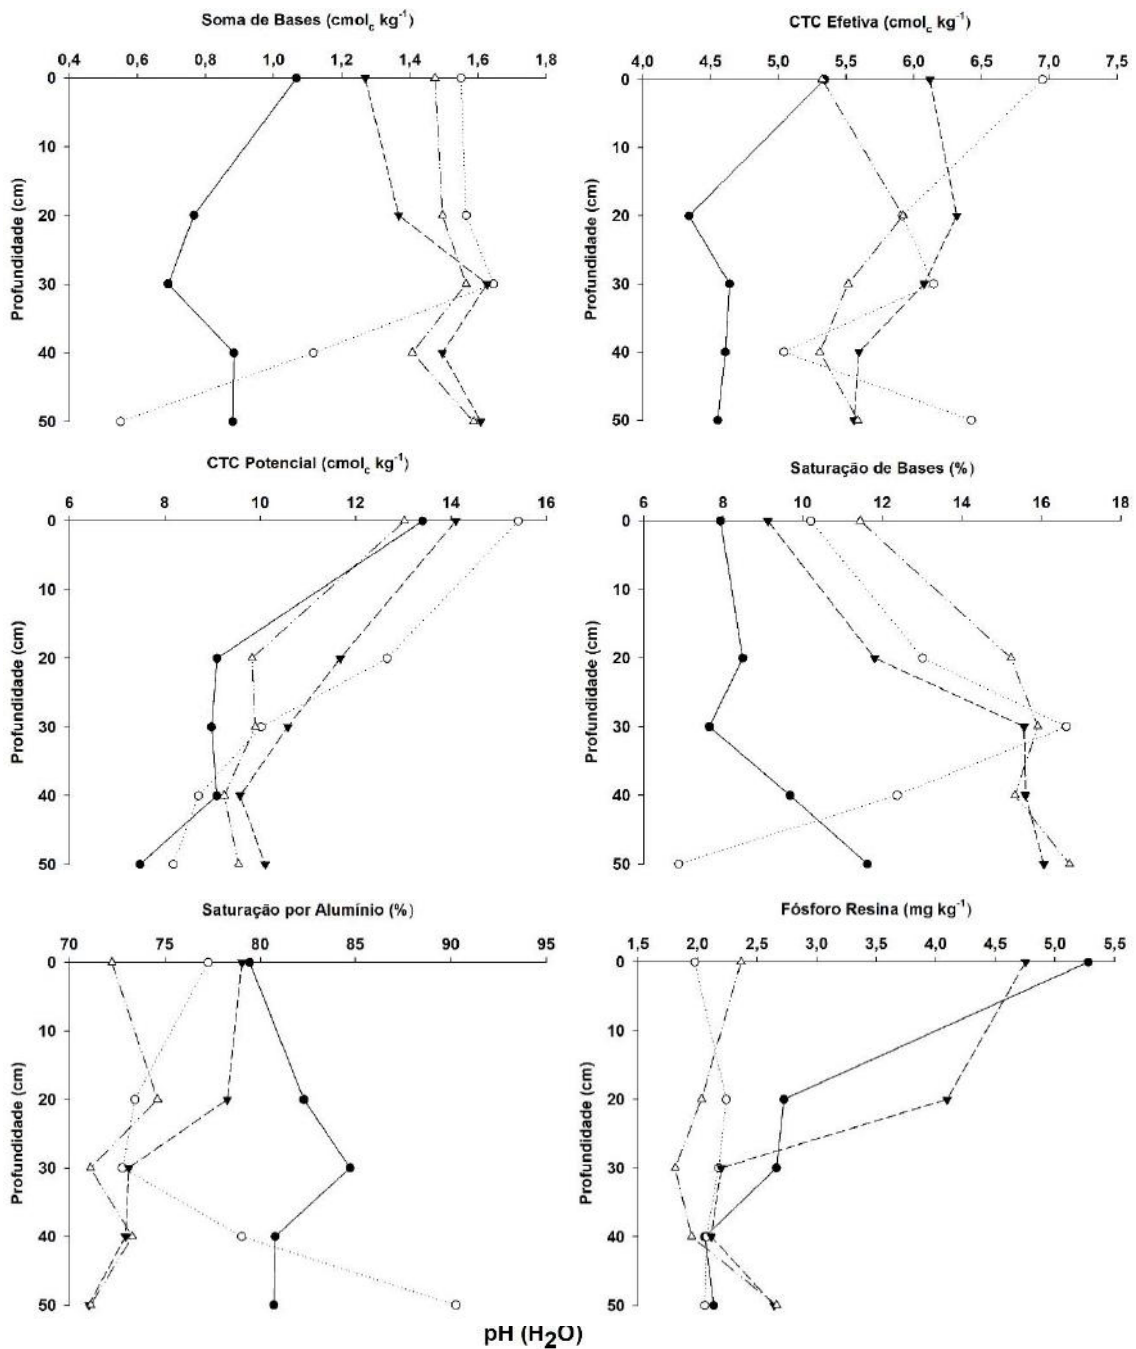 Soma de Bases (cmolc kg-1)
0,4 0,6 0,8 1,0 1,2 1,4 1,6 1,8
0
10
20
30
40
50
Profundidade (cm)
CTC Efetiva (cmolc kg-1)
4,0 4,5 5,0 5,5 6,0 6,5 7,0 7,5
0
10
20
30
40
50
Profundidade (cm)
CTC Potencial (cmolc kg-1)
6 8 10 12 14 16
0
10
20
30
40
50
Profundidade (cm)
Saturação de Bases (%)
6 8 10 12 14 16 18
0
10
20
30
40
50
Profundidade (cm)
Saturação por Alumínio (%)
70 75 80 85 90 95
0
10
20
30
40
50
Profundidade (cm)
Fósforo Resina (mg kg-1)
1,5 2,0 2,5 3,0 3,5 4,0 4,5 5,0 5,5
0
10
20
30
40
50
Profundidade (cm)
pH (H2O)